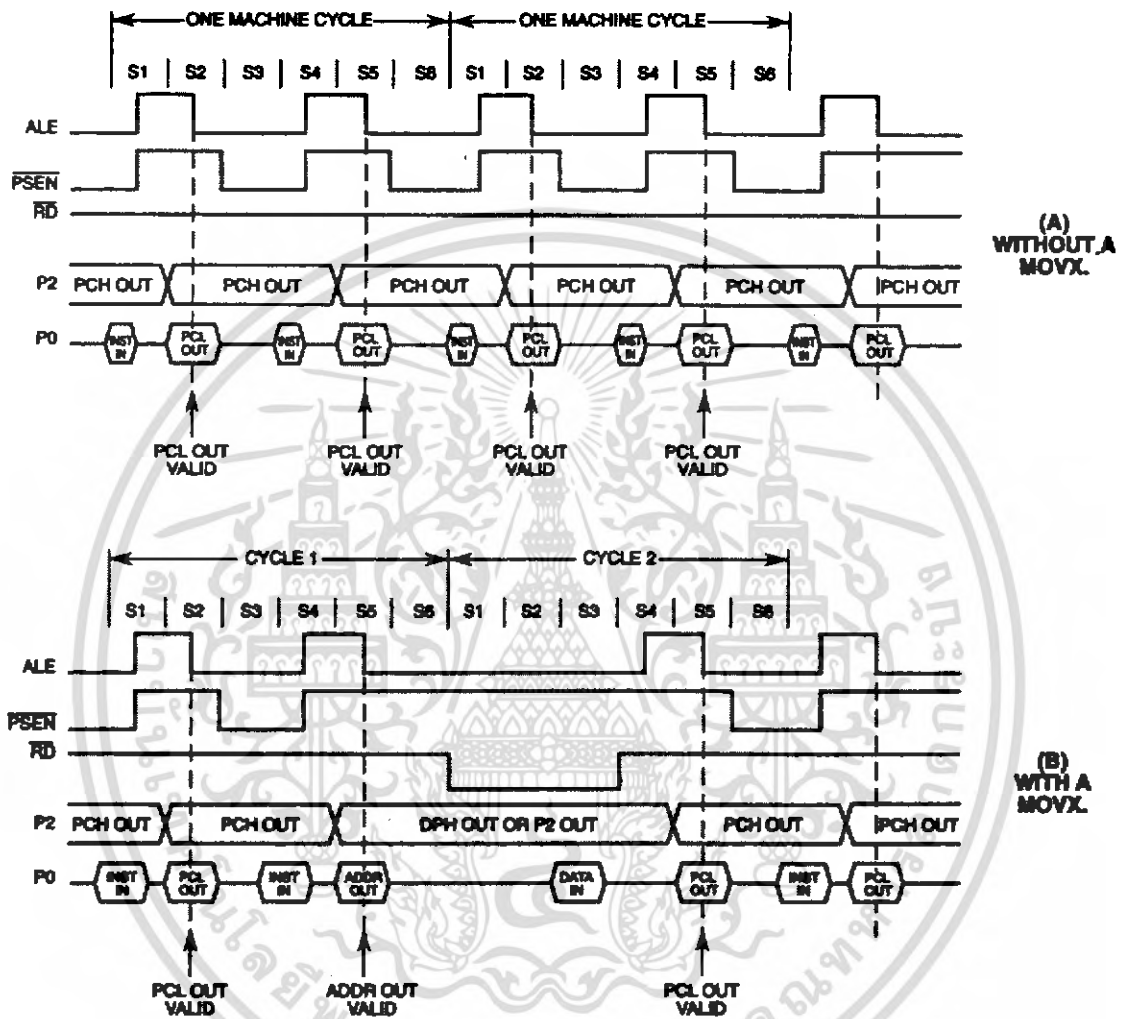 ONE MACHINE CYCLE ONE MACHINE CYCLE
S1 S2 S3 S4 S5 S6 S1 S2 S3 S4 S5 S6
ALE
PSEN
RD
P2 PCH OUT PCH OUT PCH OUT PCH OUT PCH OUT PCH OUT
P0 INST IN PCL OUT INST IN PCL OUT INST IN PCL OUT INST IN PCL OUT INST IN PCL OUT
(A)
WITHOUT A
MOVX.
PCL OUT PCL OUT PCL OUT PCL OUT
VALID VALID VALID VALID
CYCLE 1 CYCLE 2
S1 S2 S3 S4 S5 S6 S1 S2 S3 S4 S5 S6
ALE
PSEN
RD
P2 PCH OUT PCH OUT DPH OUT OR P2 OUT PCH OUT PCH OUT
P0 INST IN PCL OUT INST IN ADDR OUT DATA IN PCL OUT INST IN PCL OUT
(B)
WITH A
MOVX.
PCL OUT ADDR OUT PCL OUT
VALID VALID VALID